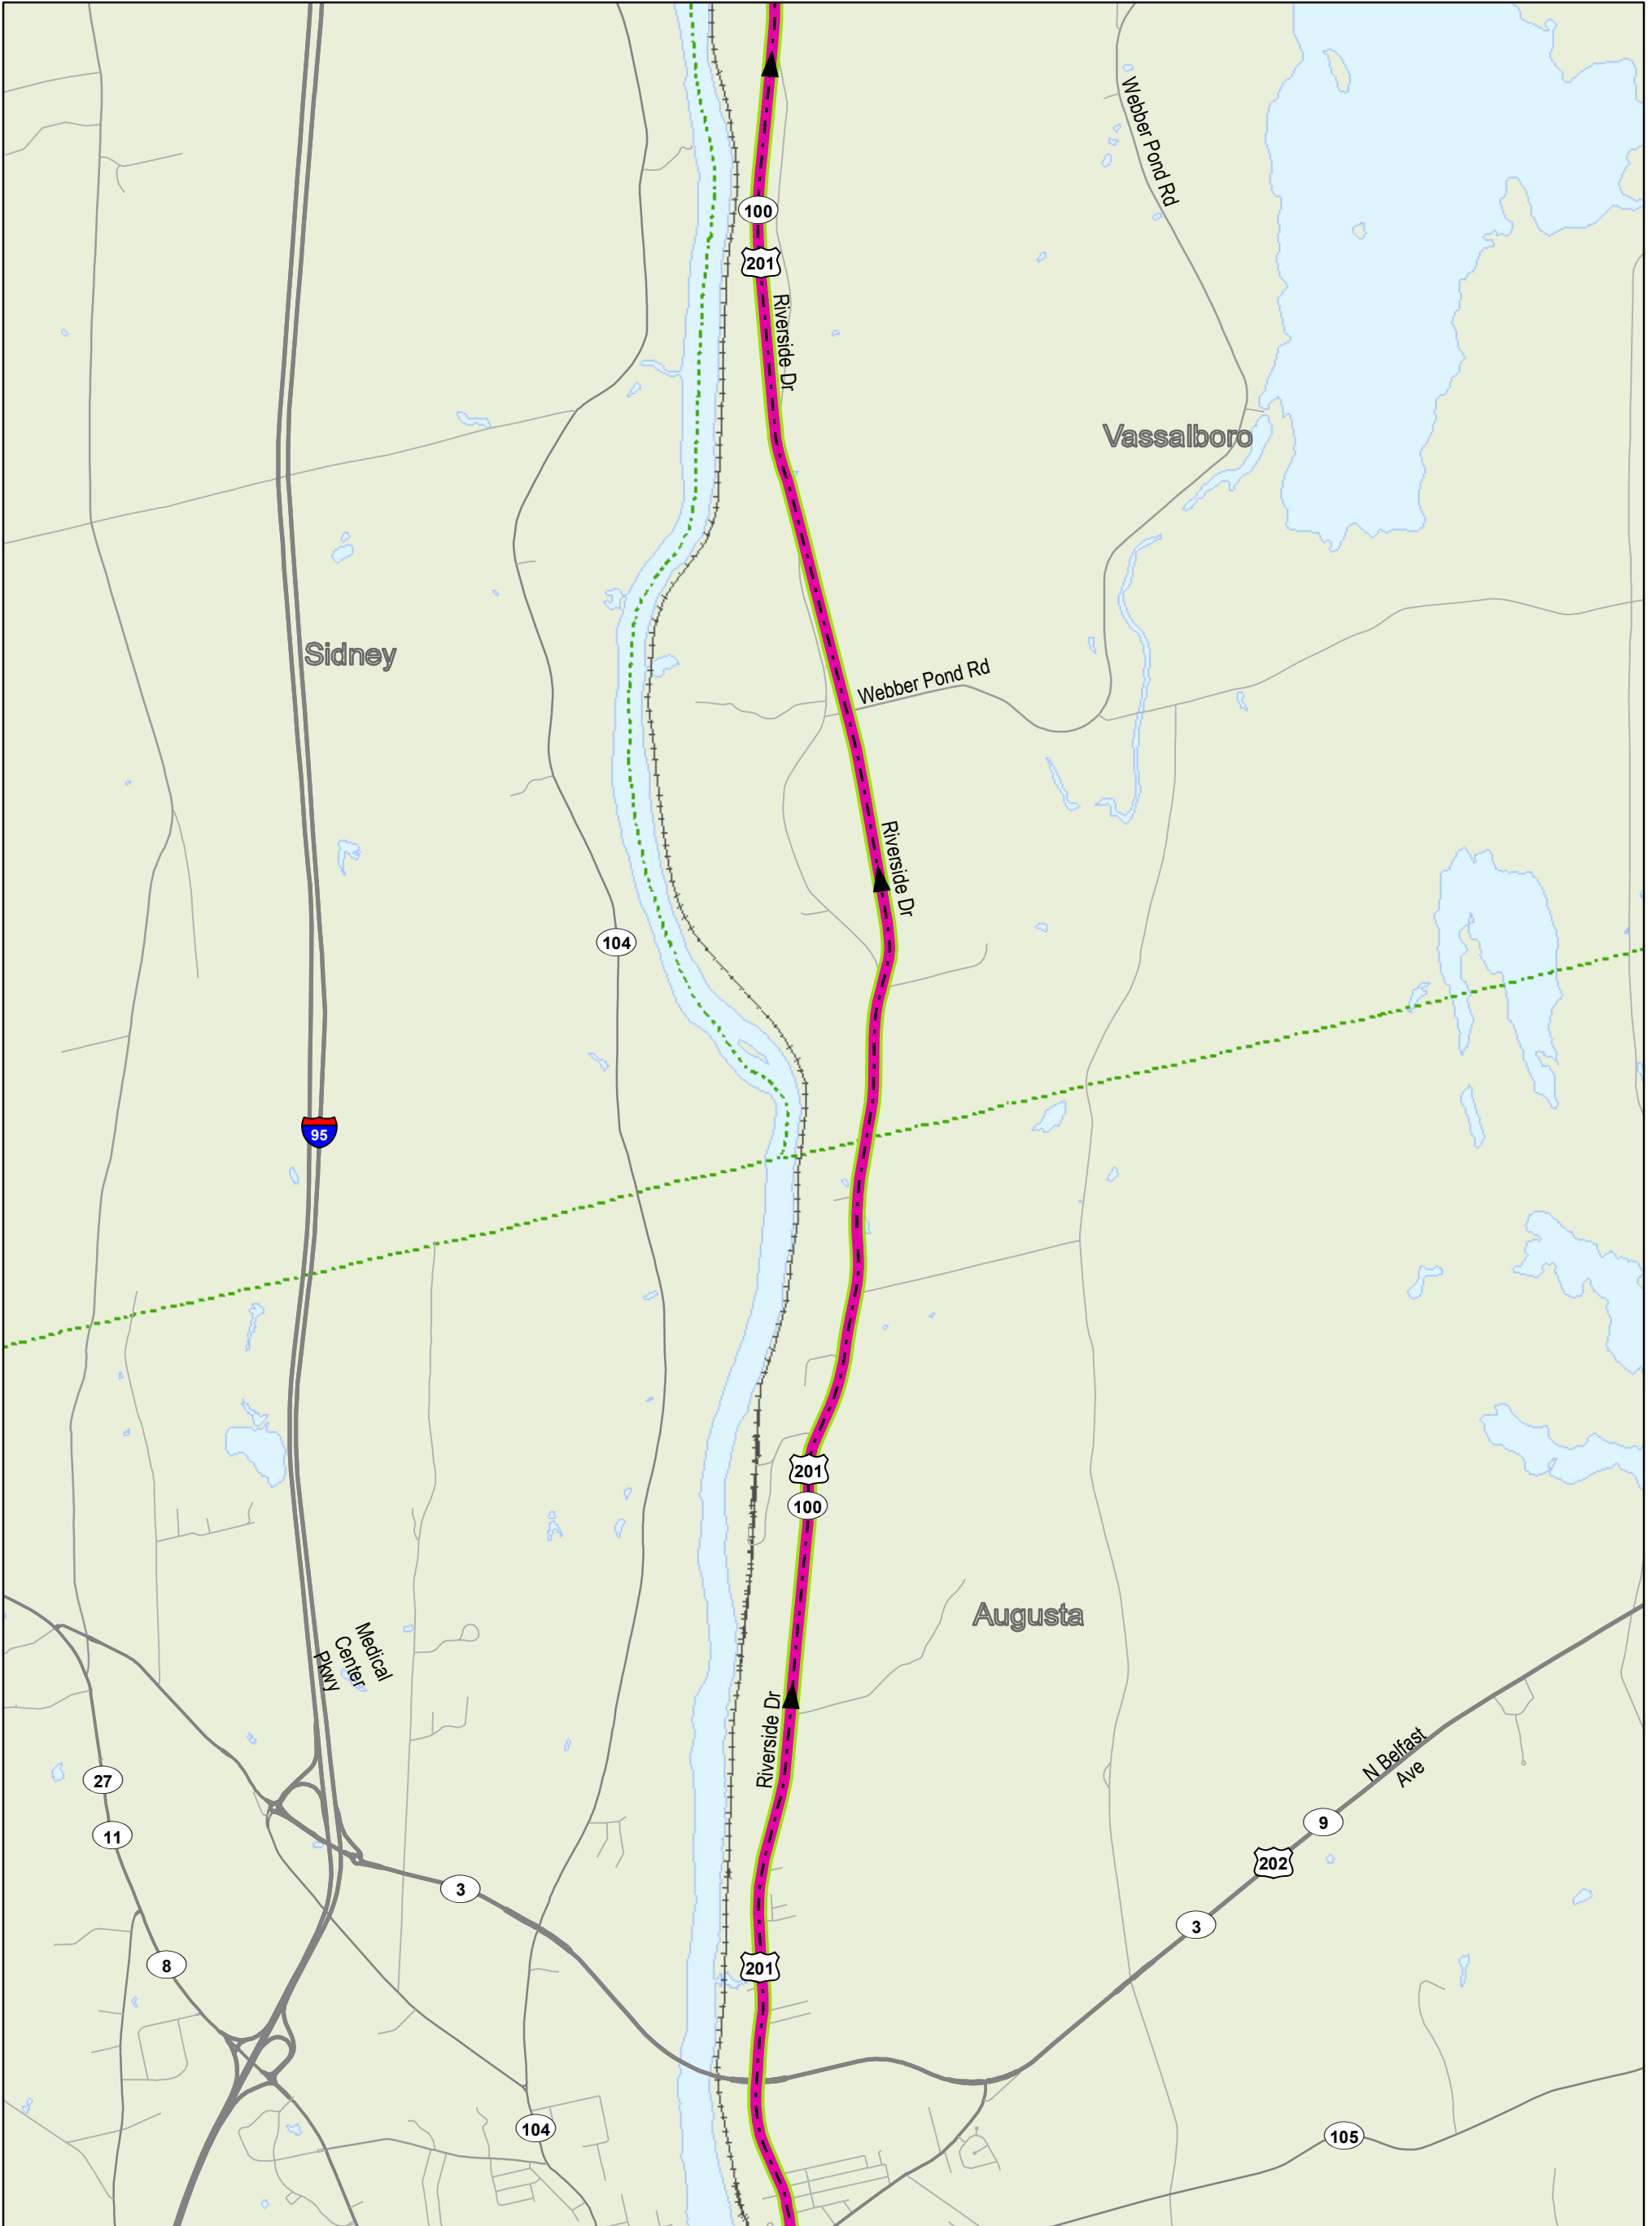 Webber Pond Rd
100
201
Riverside Dr
Vassalboro
Sidney
Webber Pond Rd
Riverside Dr
104
95
201
100
Augusta
Medical
Center
Pkwy
Riverside Dr
N Belfast
Ave
27
11
9
202
3
3
8
201
104
105